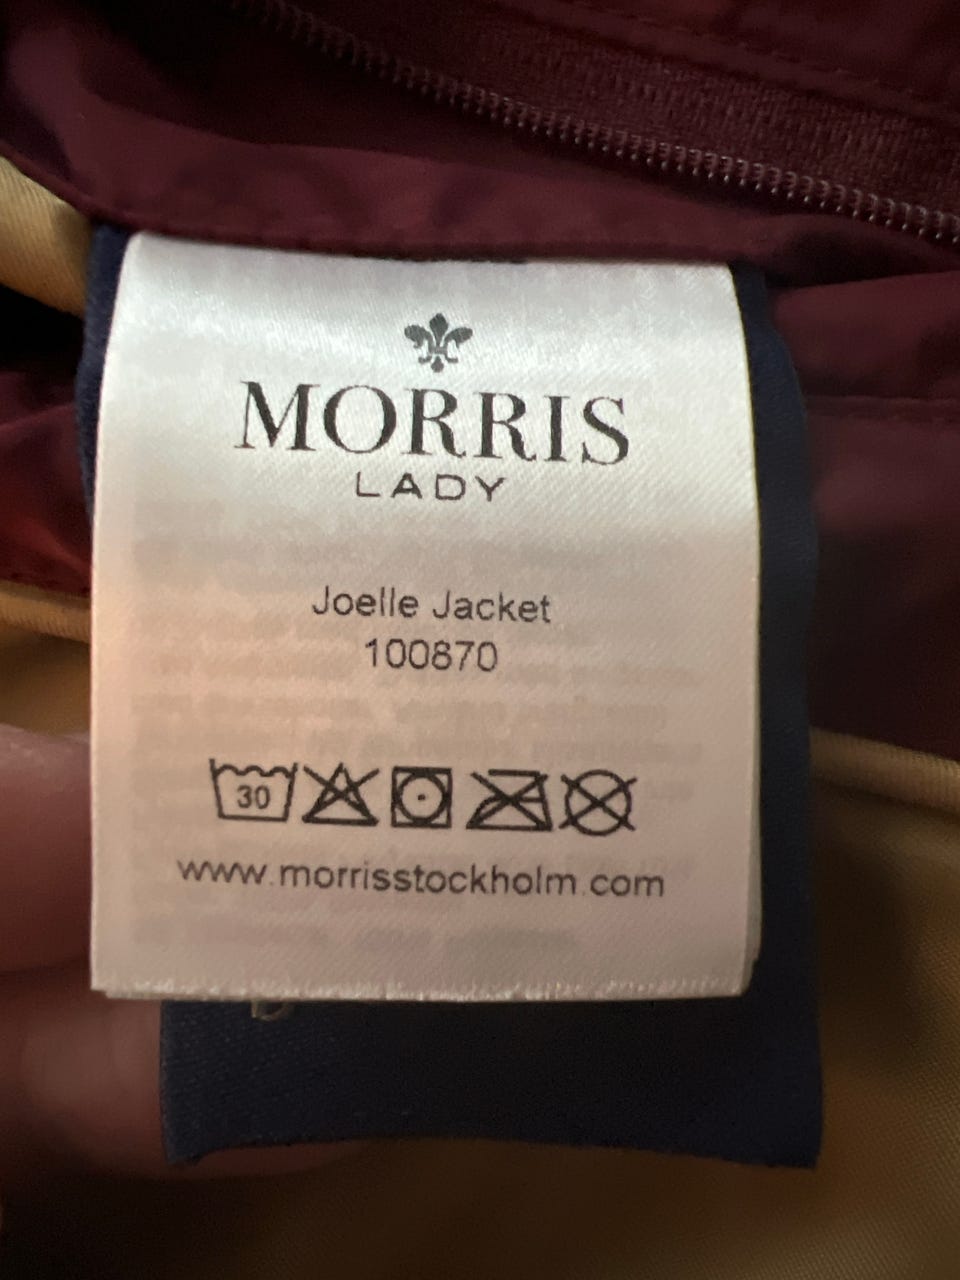 MORRIS
LADY
Joelle Jacket
100870
30
www.morrisstockholm.com